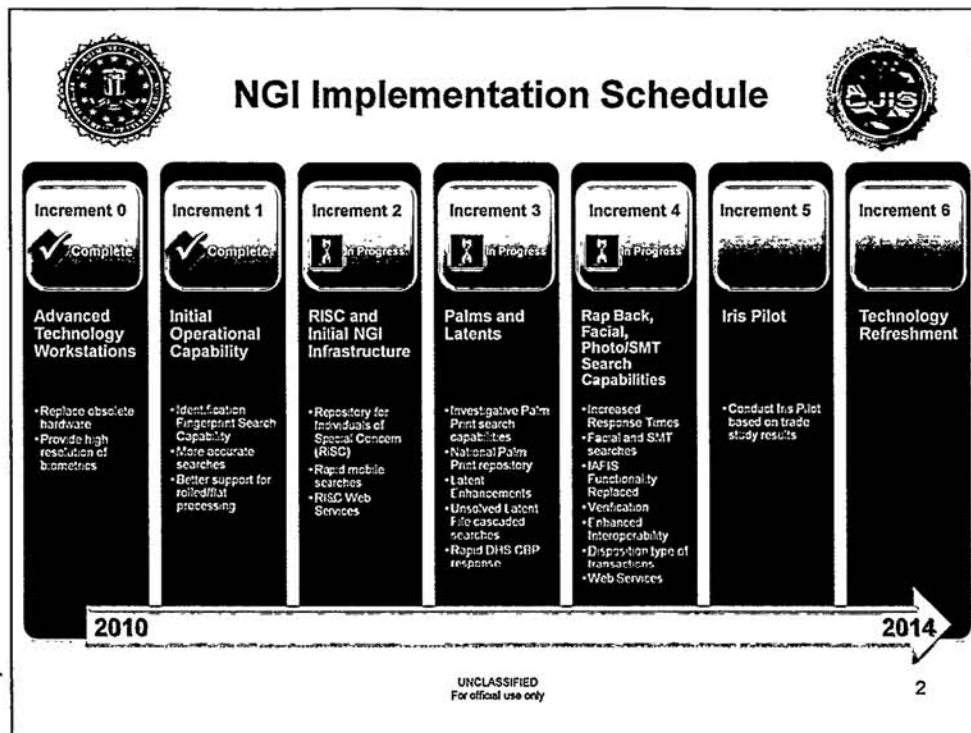 NGI Implementation Schedule
CJIS
Increment 0
Complete
Advanced
Technology
Workstations
•Replace obsolete
hardware
•Provide high
resolution of
biometrics
Increment 1
Complete
Initial
Operational
Capability
•Identification
Fingerprint Search
Capability
•More accurate
searches
•Better support for
rolled/flat
processing
Increment 2
In Progress
RISC and
Initial NGI
Infrastructure
•Repository for
Individuals of
Special Concern
(RISC)
•Rapid mobile
searches
•RISC Web
Services
Increment 3
In Progress
Palms and
Latents
•Investigative Palm
Print search
capabilities
•National Palm
Print repository
•Latent
Enhancements
•Unsolved Latent
File cascaded
searches
•Rapid DHS CBP
response
Increment 4
In Progress
Rap Back,
Facial,
Photo/SMT
Search
Capabilities
•Increased
Response Times
•Facial and SMT
searches
•IAFIS
Functionality
Replaced
•Verification
•Enhanced
Interoperability
•Disposition type of
transactions
•Web Services
Increment 5
Iris Pilot
•Conduct Iris Pilot
based on trade
study results
Increment 6
Technology
Refreshment
2010
2014
UNCLASSIFIED
For official use only
2